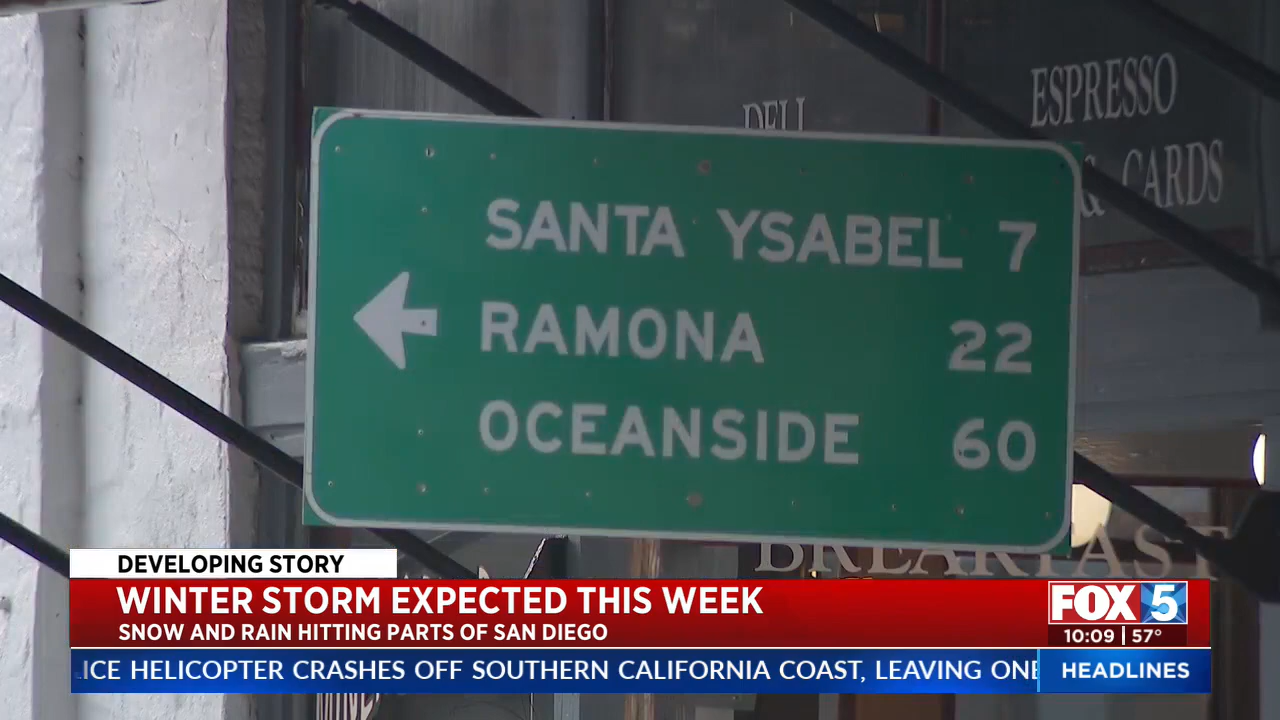 DELI
ESPRESSO
& CARDS
SANTA YSABEL 7
RAMONA 22
OCEANSIDE 60
BREAKFAST
DEVELOPING STORY
WINTER STORM EXPECTED THIS WEEK
SNOW AND RAIN HITTING PARTS OF SAN DIEGO
FOX 5
10:09 | 57°
ICE HELICOPTER CRASHES OFF SOUTHERN CALIFORNIA COAST, LEAVING ONE
HEADLINES